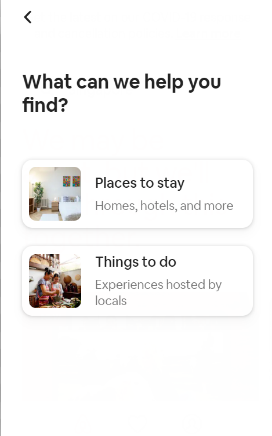 What can we help you
find?
Places to stay
Homes, hotels, and more
Things to do
Experiences hosted by
locals